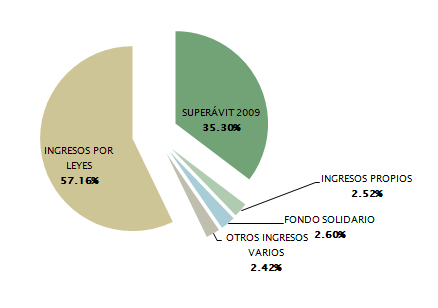 SUPERÁVIT 2009
35.30%
INGRESOS POR
LEYES
57.16%
INGRESOS PROPIOS
2.52%
FONDO SOLIDARIO
2.60%
OTROS INGRESOS
VARIOS
2.42%